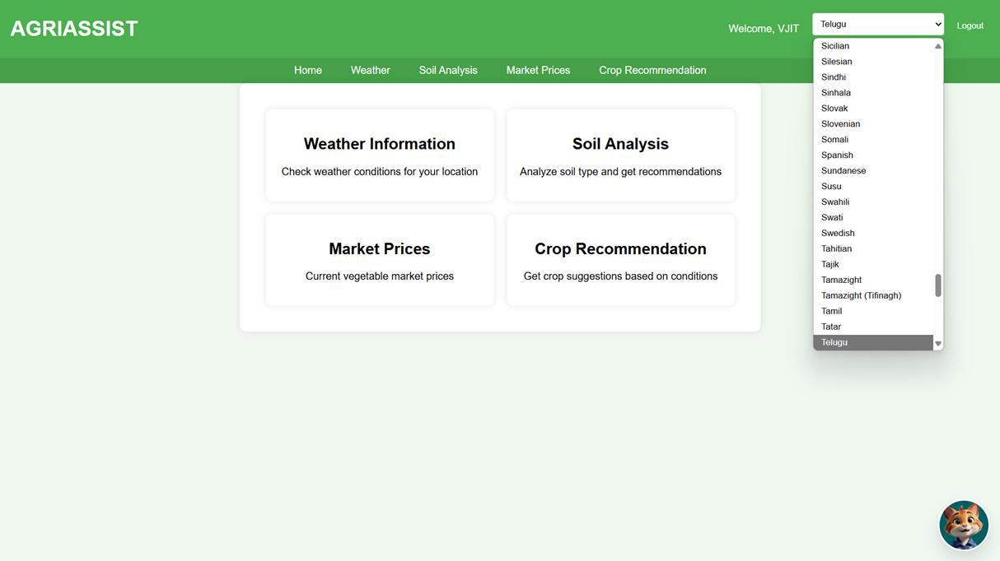 AGRIASSIST
Welcome, VJIT
Telugu
Logout
Home
Weather
Soil Analysis
Market Prices
Crop Recommendation
Weather Information
Check weather conditions for your location
Soil Analysis
Analyze soil type and get recommendations
Market Prices
Current vegetable market prices
Crop Recommendation
Get crop suggestions based on conditions
Sicilian
Silesian
Sindhi
Sinhala
Slovak
Slovenian
Somali
Spanish
Sundanese
Susu
Swahili
Swati
Swedish
Tahitian
Tajik
Tamazight
Tamazight (Tifinagh)
Tamil
Tatar
Telugu